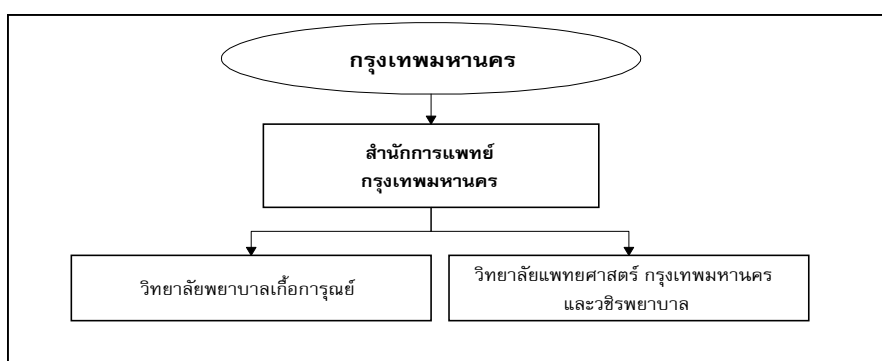 กรุงเทพมหานคร
สำนักการแพทย์
กรุงเทพมหานคร
วิทยาลัยพยาบาลเกื้อการุณย์
วิทยาลัยแพทยศาสตร์ กรุงเทพมหานคร
และวชิรพยาบาล